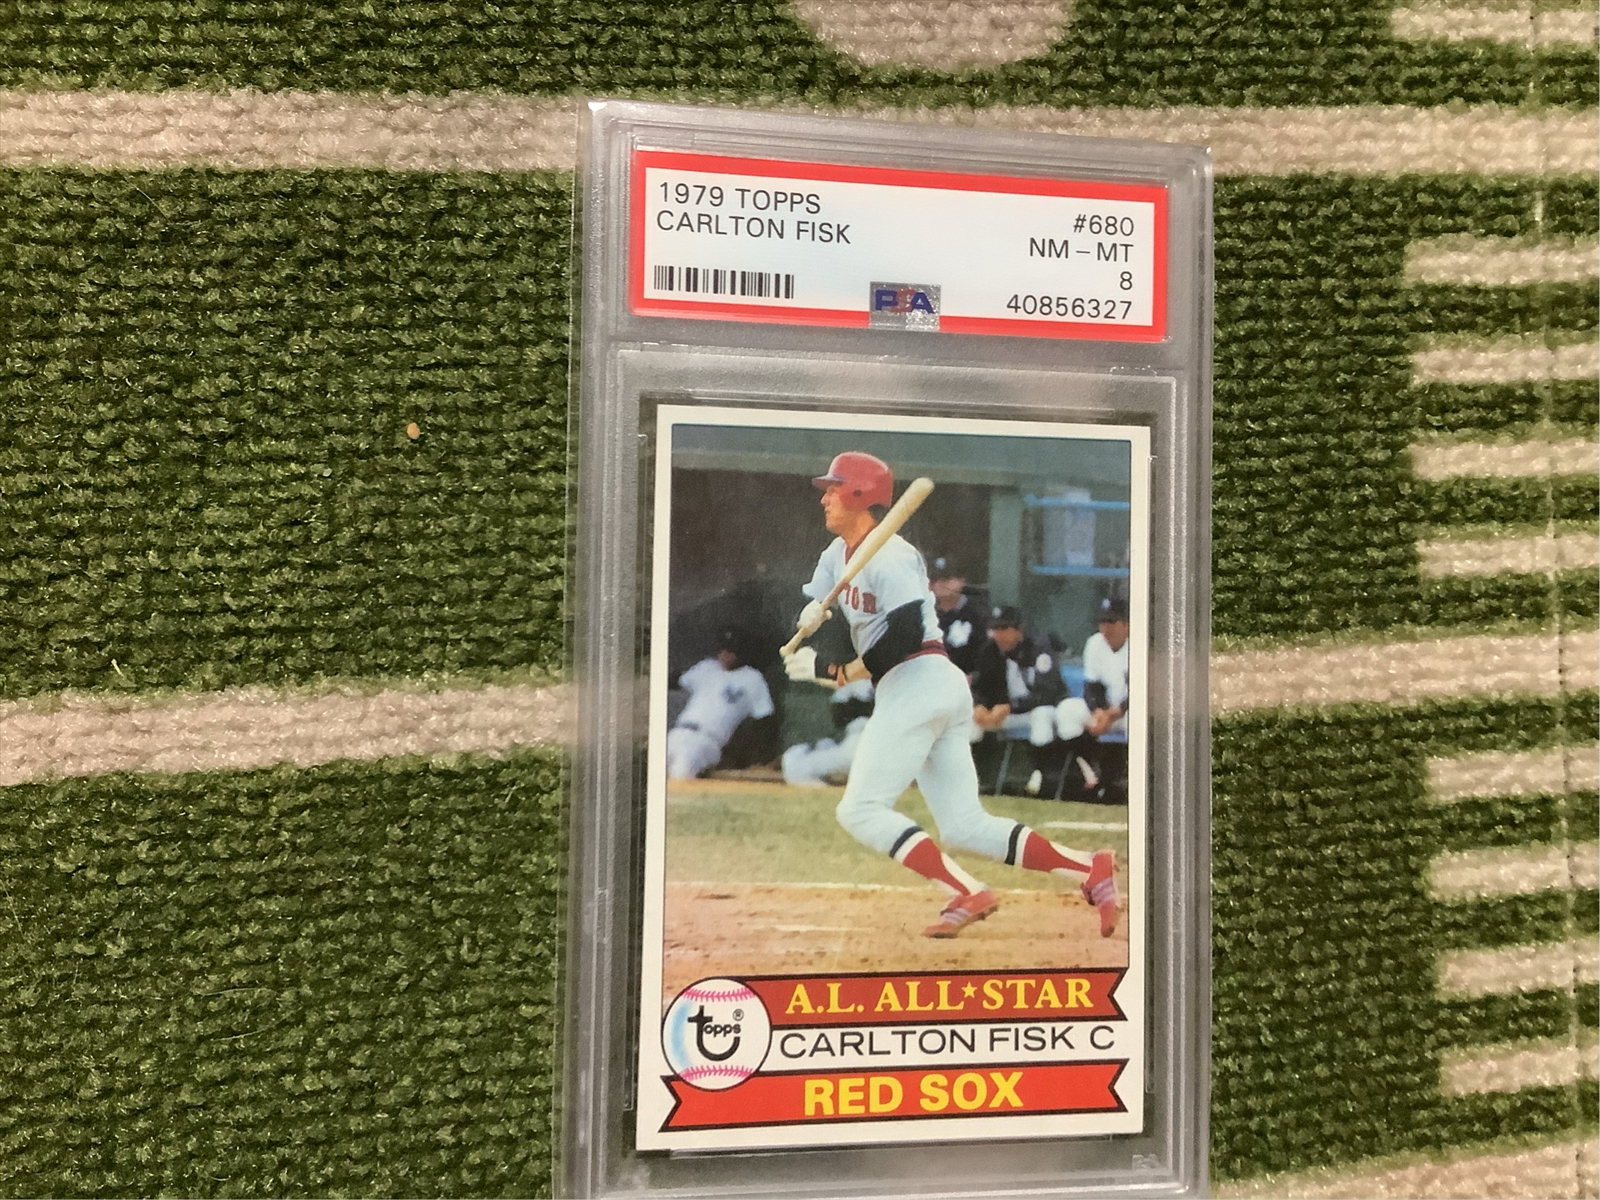 1979 TOPPS
CARLTON FISK
#680
NM-MT
8
40856327
PSA
A.L. ALL★STAR
topps®
CARLTON FISK C
RED SOX